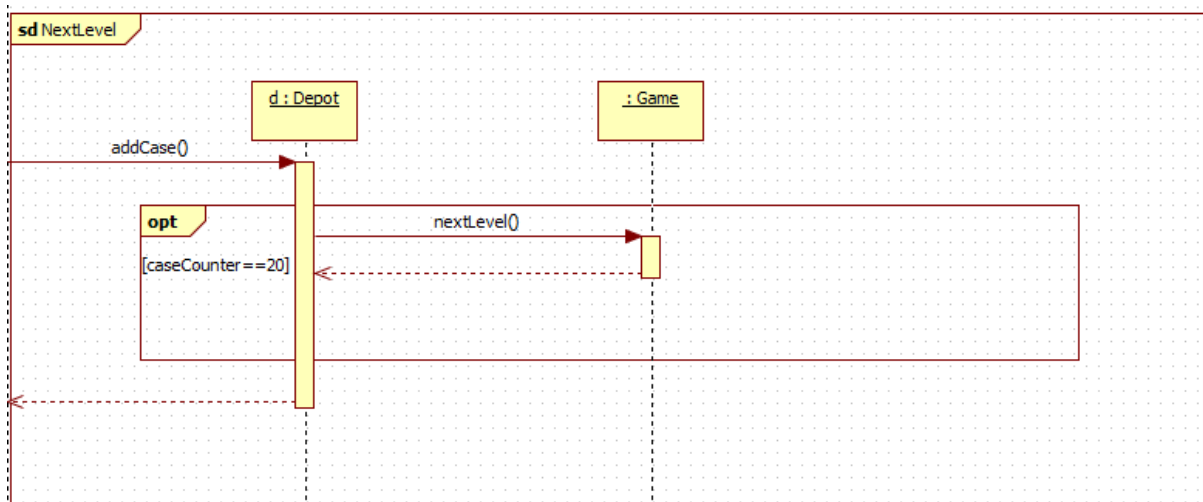 sd NextLevel
d : Depot
: Game
addCase()
opt
nextLevel()
[caseCounter==20]